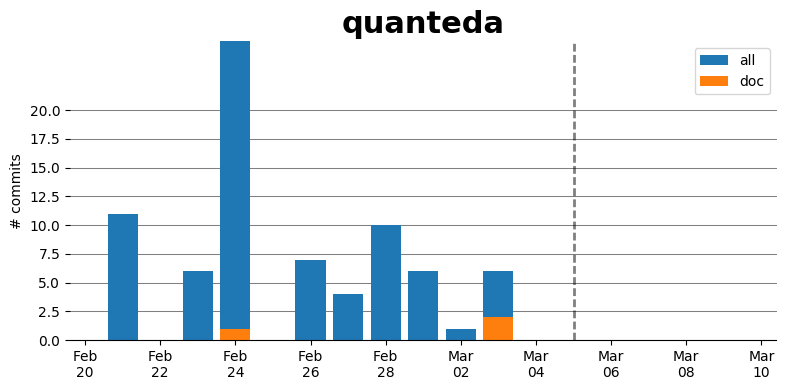 quanteda
all
doc
# commits
20.0
17.5
15.0
12.5
10.0
7.5
5.0
2.5
0.0
Feb Feb Feb Feb Feb Mar Mar Mar Mar Mar
20 22 24 26 28 02 04 06 08 10